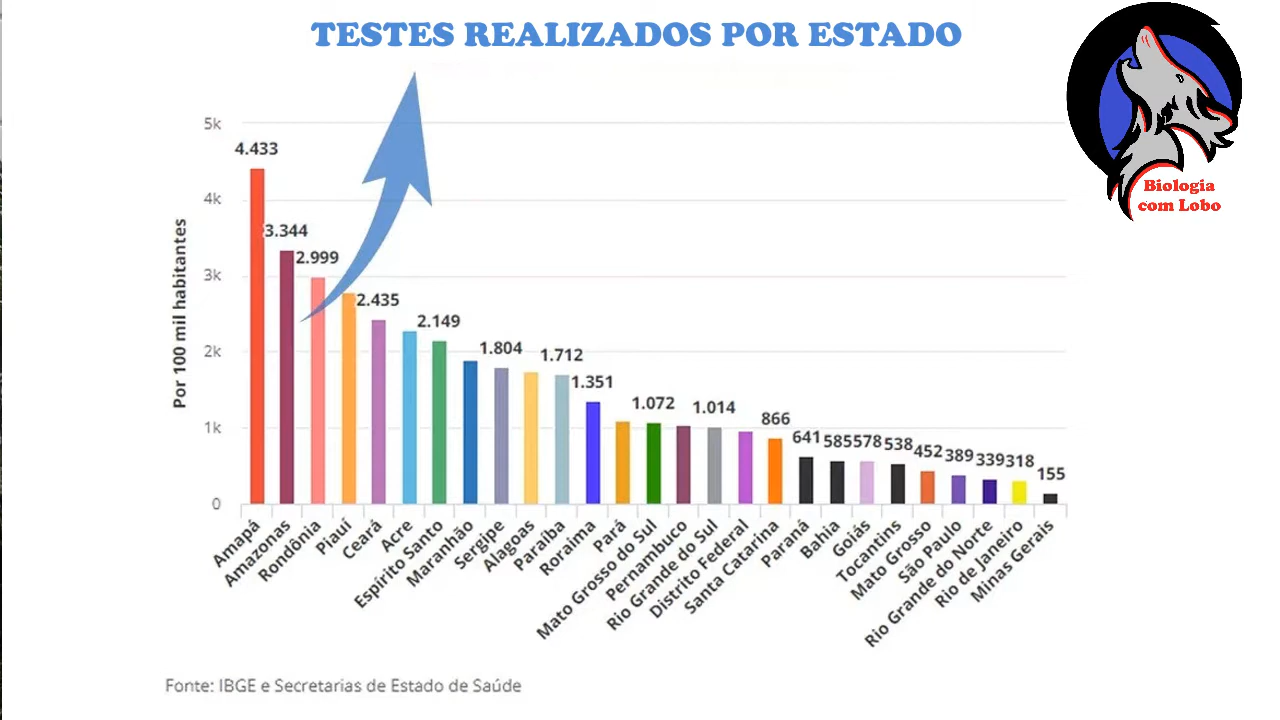 TESTES REALIZADOS POR ESTADO
Biologia
com Lobo
Por 100 mil habitantes
5k
4k
3k
2k
1k
0
4.433
3.344
2.999
2.435
2.149
1.804
1.712
1.351
1.072
1.014
866
641
585
578
538
452
389
339
318
155
Amapá
Amazonas
Rondônia
Piauí
Ceará
Acre
Espírito Santo
Maranhão
Sergipe
Alagoas
Paraíba
Roraima
Pará
Mato Grosso do Sul
Pernambuco
Rio Grande do Sul
Distrito Federal
Santa Catarina
Paraná
Bahia
Goiás
Tocantins
Mato Grosso
São Paulo
Rio Grande do Norte
Rio de Janeiro
Minas Gerais
Fonte: IBGE e Secretarias de Estado de Saúde